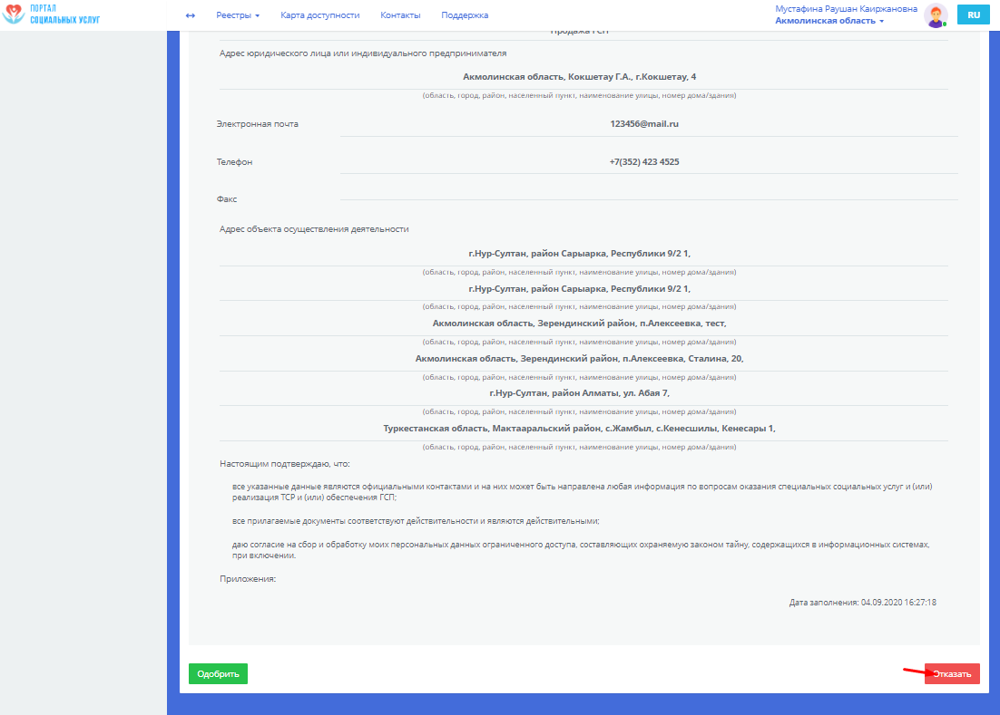 ПОРТАЛ
СОЦИАЛЬНЫХ УСЛУГ
Реестры
Карта доступности
Контакты
Поддержка
Мустафина Раушан Каиржановна
Акмолинская область
RU
Продажа ГСП
Адрес юридического лица или индивидуального предпринимателя
Акмолинская область, Кокшетау Г.А., г.Кокшетау, 4
(область, город, район, населенный пункт, наименование улицы, номер дома/здания)
Электронная почта
123456@mail.ru
Телефон
+7(352) 423 4525
Факс
Адрес объекта осуществления деятельности
г.Нур-Султан, район Сарыарка, Республики 9/2 1,
(область, город, район, населенный пункт, наименование улицы, номер дома/здания)
г.Нур-Султан, район Сарыарка, Республики 9/2 1,
(область, город, район, населенный пункт, наименование улицы, номер дома/здания)
Акмолинская область, Зерендинский район, п.Алексеевка, тест,
(область, город, район, населенный пункт, наименование улицы, номер дома/здания)
Акмолинская область, Зерендинский район, п.Алексеевка, Сталина, 20,
(область, город, район, населенный пункт, наименование улицы, номер дома/здания)
г.Нур-Султан, район Алматы, ул. Абая 7,
(область, город, район, населенный пункт, наименование улицы, номер дома/здания)
Туркестанская область, Мактааральский район, с.Жамбыл, с.Кенесшилы, Кенесары 1,
(область, город, район, населенный пункт, наименование улицы, номер дома/здания)
Настоящим подтверждаю, что:
все указанные данные являются официальными контактами и на них может быть направлена любая информация по вопросам оказания специальных социальных услуг и (или)
реализация ТСР и (или) обеспечения ГСП;
все прилагаемые документы соответствуют действительности и являются действительными;
даю согласие на сбор и обработку моих персональных данных ограниченного доступа, составляющих охраняемую законом тайну, содержащихся в информационных системах,
при включении.
Приложения:
Дата заполнения: 04.09.2020 16:27:18
Одобрить
Отказать